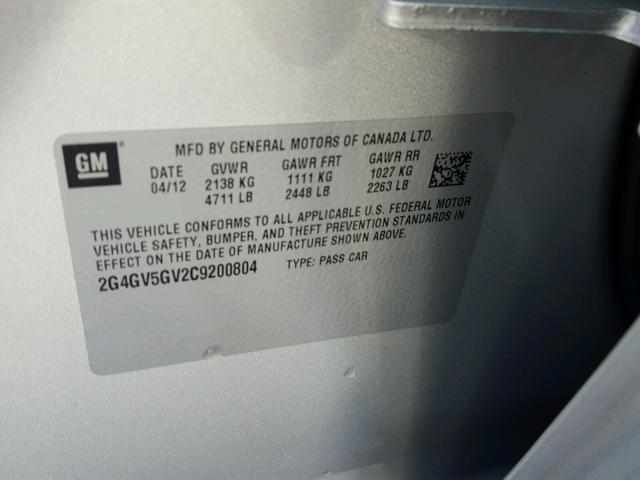 GM
MFD BY GENERAL MOTORS OF CANADA LTD.
DATE GVWR GAWR FRT GAWR RR
04/12 2138 KG 1111 KG 1027 KG
4711 LB 2448 LB 2263 LB
THIS VEHICLE CONFORMS TO ALL APPLICABLE U.S. FEDERAL MOTOR
VEHICLE SAFETY, BUMPER, AND THEFT PREVENTION STANDARDS IN
EFFECT ON THE DATE OF MANUFACTURE SHOWN ABOVE.
2G4GV5GV2C9200804 TYPE: PASS CAR